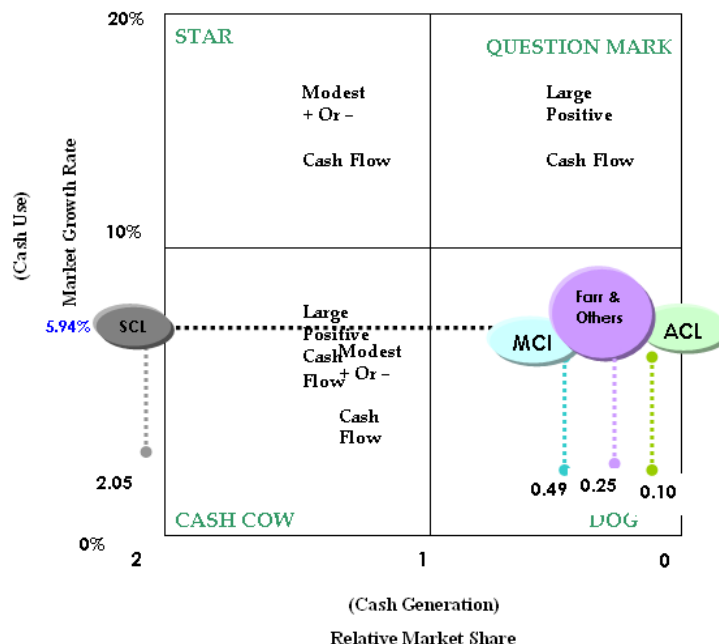 20%
STAR
QUESTION MARK
Modest
+ Or –
Cash Flow
Large
Positive
Cash Flow
(Cash Use)
Market Growth Rate
10%
5.94%
SCL
Large
Positive
Cash
Flow
Modest
+ Or –
Cash
Flow
MCI
Farr &
Others
ACL
2.05
0.49
0.25
0.10
CASH COW
DOG
0%
2
1
0
(Cash Generation)
Relative Market Share